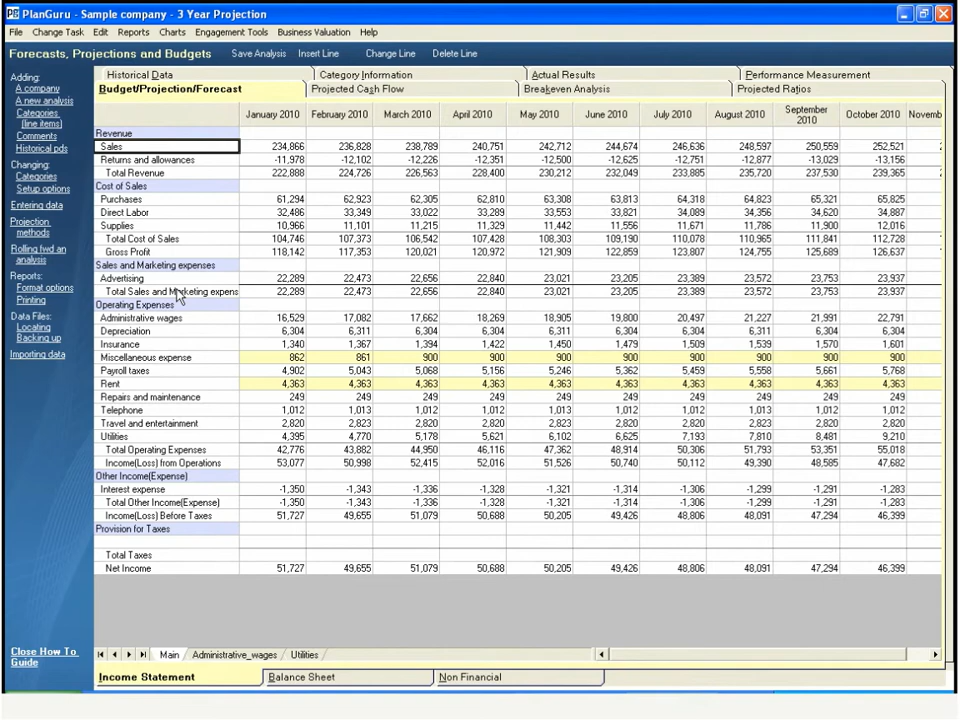 PlanGuru - Sample company - 3 Year Projection
File Change Task Edit Reports Charts Engagement Tools Business Valuation Help
Forecasts, Projections and Budgets Save Analysis Insert Line Change Line Delete Line
Adding:
A company
A new analysis
Categories
(line items)
Comments
Historical pds
Changing:
Categories
Setup options
Entering data
Projection
methods
Rolling fwd an
analysis
Reports:
Format options
Printing
Data Files:
Locating
Backing up
Importing data
Close How To
Guide
Historical Data Category Information Actual Results Performance Measurement
Budget/Projection/Forecast Projected Cash Flow Breakeven Analysis Projected Ratios
January 2010 February 2010 March 2010 April 2010 May 2010 June 2010 July 2010 August 2010 September 2010 October 2010 Novemb
Revenue
Sales 234,866 236,828 238,789 240,751 242,712 244,674 246,636 248,597 250,559 252,521
Returns and allowances -11,978 -12,102 -12,226 -12,351 -12,500 -12,625 -12,751 -12,877 -13,029 -13,156
Total Revenue 222,888 224,726 226,563 228,400 230,212 232,049 233,885 235,720 237,530 239,365
Cost of Sales
Purchases 61,294 62,923 62,305 62,810 63,308 63,813 64,318 64,823 65,321 65,825
Direct Labor 32,486 33,349 33,022 33,289 33,553 33,821 34,089 34,356 34,620 34,887
Supplies 10,966 11,101 11,215 11,329 11,442 11,556 11,671 11,786 11,900 12,016
Total Cost of Sales 104,746 107,373 106,542 107,428 108,303 109,190 110,078 110,965 111,841 112,728
Gross Profit 118,142 117,353 120,021 120,972 121,909 122,859 123,807 124,755 125,689 126,637
Sales and Marketing expenses
Advertising 22,289 22,473 22,656 22,840 23,021 23,205 23,389 23,572 23,753 23,937
Total Sales and Marketing expens 22,289 22,473 22,656 22,840 23,021 23,205 23,389 23,572 23,753 23,937
Operating Expenses
Administrative wages 16,529 17,082 17,662 18,269 18,905 19,800 20,497 21,227 21,991 22,791
Depreciation 6,304 6,311 6,304 6,304 6,304 6,304 6,304 6,304 6,304 6,304
Insurance 1,340 1,367 1,394 1,422 1,450 1,479 1,509 1,539 1,570 1,601
Miscellaneous expense 862 861 900 900 900 900 900 900 900 900
Payroll taxes 4,902 5,043 5,068 5,156 5,246 5,362 5,459 5,558 5,661 5,768
Rent 4,363 4,363 4,363 4,363 4,363 4,363 4,363 4,363 4,363 4,363
Repairs and maintenance 249 249 249 249 249 249 249 249 249 249
Telephone 1,012 1,013 1,012 1,012 1,012 1,012 1,012 1,012 1,012 1,012
Travel and entertainment 2,820 2,823 2,820 2,820 2,823 2,820 2,820 2,820 2,820 2,820
Utilities 4,395 4,770 5,178 5,621 6,102 6,625 7,193 7,810 8,481 9,210
Total Operating Expenses 42,776 43,882 44,950 46,116 47,362 48,914 50,306 51,793 53,351 55,018
Income(Loss) from Operations 53,077 50,998 52,415 52,016 51,526 50,740 50,112 49,390 48,585 47,682
Other Income(Expense)
Interest expense -1,350 -1,343 -1,336 -1,328 -1,321 -1,314 -1,306 -1,299 -1,291 -1,283
Total Other Income(Expense) -1,350 -1,343 -1,336 -1,328 -1,321 -1,314 -1,306 -1,299 -1,291 -1,283
Income(Loss) Before Taxes 51,727 49,655 51,079 50,688 50,205 49,426 48,806 48,091 47,294 46,399
Provision for Taxes
Total Taxes
Net Income 51,727 49,655 51,079 50,688 50,205 49,426 48,806 48,091 47,294 46,399
Main Administrative_wages Utilities
Income Statement Balance Sheet Non Financial